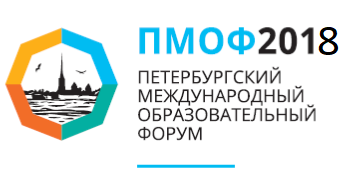 ПМОФ2018
ПЕТЕРБУРГСКИЙ
МЕЖДУНАРОДНЫЙ
ОБРАЗОВАТЕЛЬНЫЙ
ФОРУМ